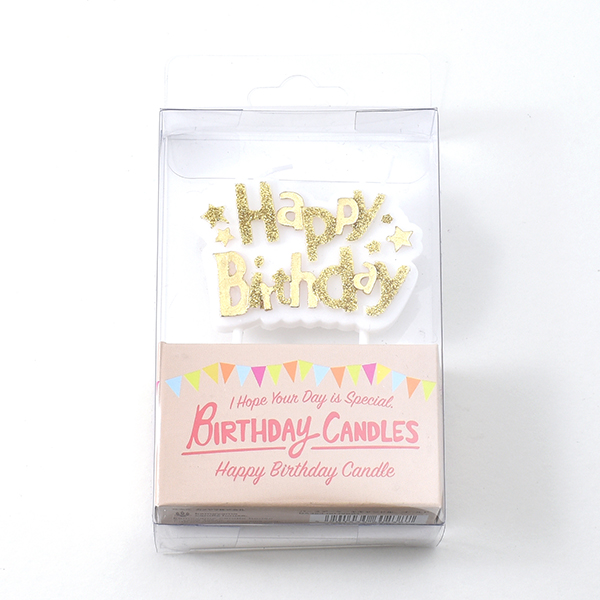 Happy
Birthday
I Hope Your Day is Special.
BIRTHDAY CANDLES
Happy Birthday Candle